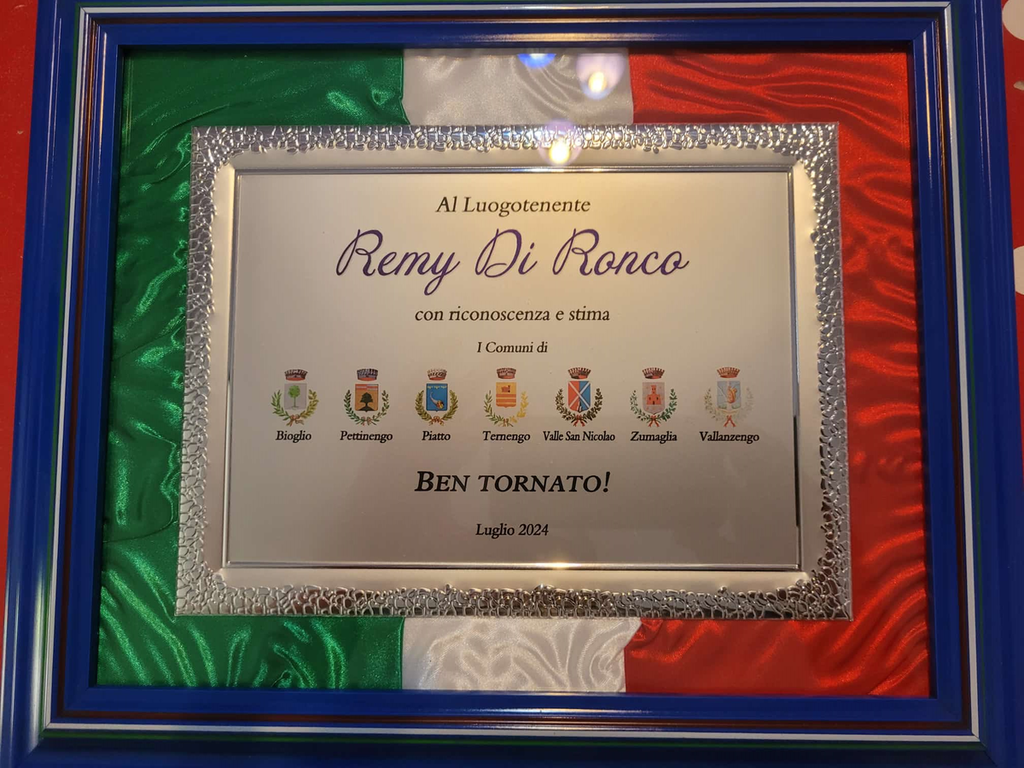 Al Luogotenente
Remy Di Ronco
con riconoscenza e stima
I Comuni di
Bioglio Pettinengo Piatto Ternengo Valle San Nicolao Zumaglia Vallanzengo
BEN TORNATO!
Luglio 2024